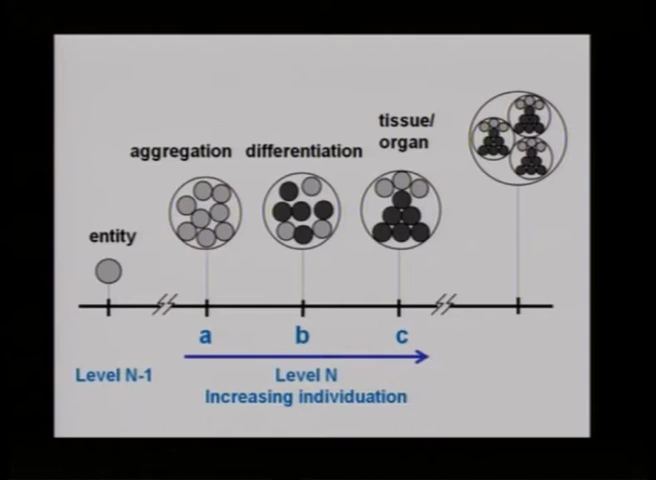 tissue/
organ
aggregation
differentiation
entity
a
b
c
Level N-1
Level N
Increasing individuation